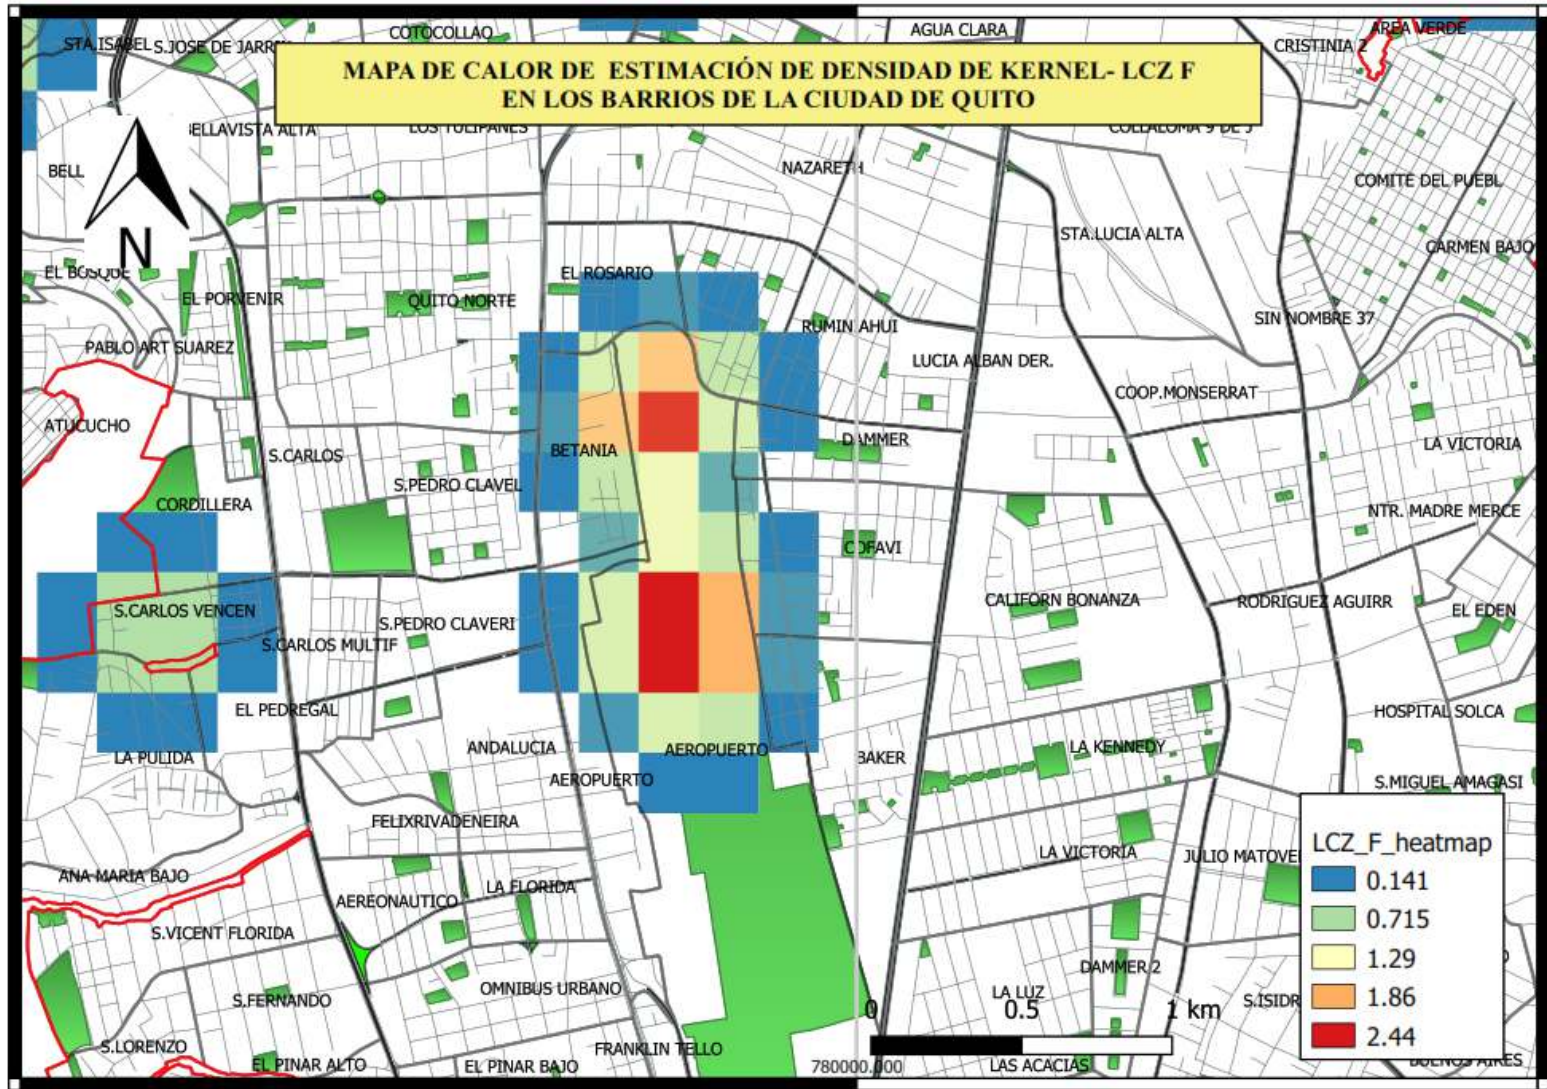 COTOCOLLAO
AGUA CLARA
AREA VERDE
STA.ISABEL
S.JOSE DE JARR
CRISTINIA 2
MAPA DE CALOR DE ESTIMACIÓN DE DENSIDAD DE KERNEL- LCZ F
EN LOS BARRIOS DE LA CIUDAD DE QUITO
ELLAVISTA ALTA
LOS TULIPANES
COLLALOMA 9 DE J
BELL
NAZARETH
COMITE DEL PUEBL
N
STA.LUCIA ALTA
CARMEN BAJO
EL BOSQUE
EL ROSARIO
EL PORVENIR
QUITO NORTE
RUMIN AHUI
SIN NOMBRE 37
PABLO ART SUAREZ
LUCIA ALBAN DER.
COOP.MONSERRAT
ATUCUCHO
BETANIA
DAMMER
LA VICTORIA
S.CARLOS
S.PEDRO CLAVEL
CORDILLERA
NTR. MADRE MERCE
COFAVI
S.CARLOS VENCEN
CALIFORN BONANZA
RODRIGUEZ AGUIRR
EL EDEN
S.PEDRO CLAVERI
S.CARLOS MULTIF
EL PEDREGAL
HOSPITAL SOLCA
LA PULIDA
ANDALUCIA
AEROPUERTO
BAKER
LA KENNEDY
AEROPUERTO
S.MIGUEL AMAGASI
FELIXRIVADENEIRA
LCZ_F_heatmap
0.141
0.715
1.29
1.86
2.44
ANA MARIA BAJO
LA FLORIDA
LA VICTORIA
JULIO MATOVE
AEREONAUTICO
S.VICENT FLORIDA
DAMMER 2
S.FERNANDO
OMNIBUS URBANO
LA LUZ
S.ISIDR
0 0.5 1 km
S.LORENZO
EL PINAR ALTO
EL PINAR BAJO
FRANKLIN TELLO
780000.000
LAS ACACIAS
BUENOS AIRES